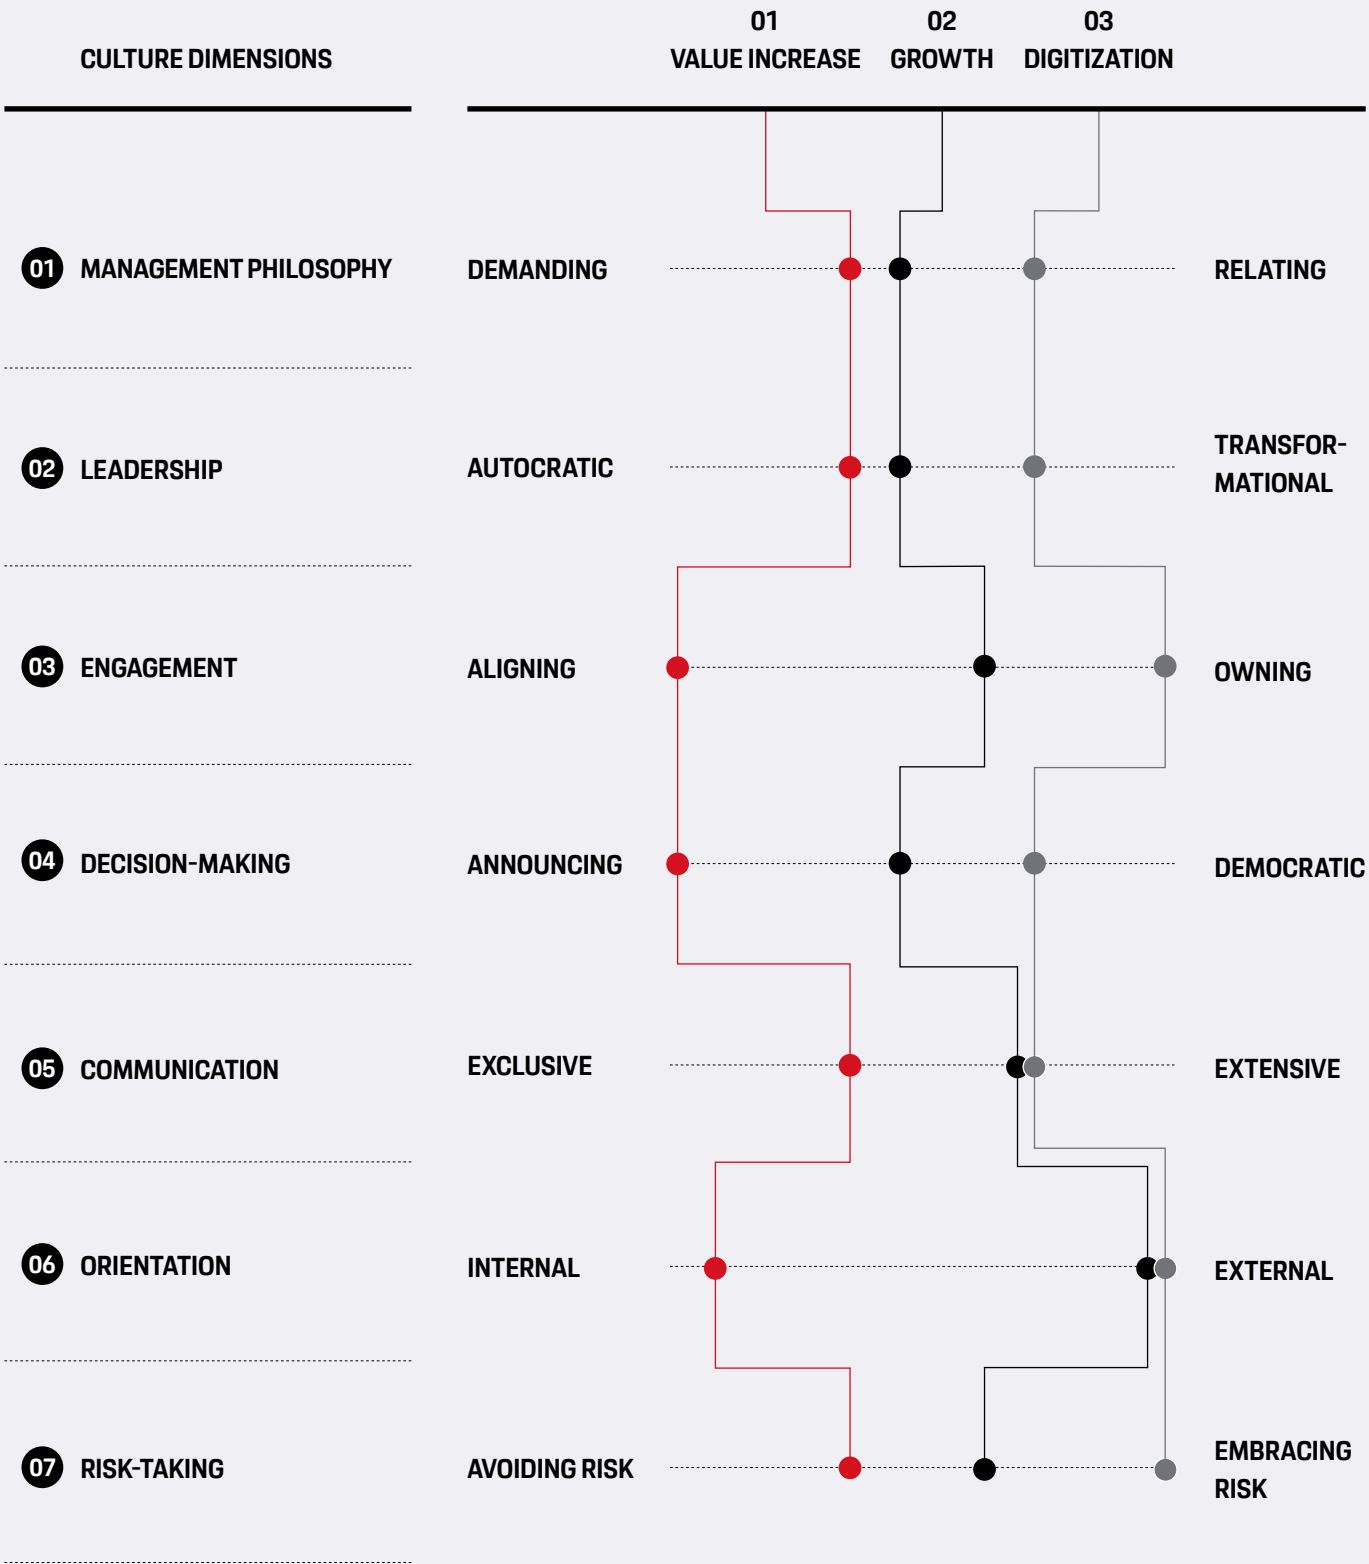 01
02
03
CULTURE DIMENSIONS
VALUE INCREASE
GROWTH
DIGITIZATION
01
MANAGEMENT PHILOSOPHY
DEMANDING
RELATING
02
LEADERSHIP
AUTOCRATIC
TRANSFOR-
MATIONAL
03
ENGAGEMENT
ALIGNING
OWNING
04
DECISION-MAKING
ANNOUNCING
DEMOCRATIC
05
COMMUNICATION
EXCLUSIVE
EXTENSIVE
06
ORIENTATION
INTERNAL
EXTERNAL
07
RISK-TAKING
AVOIDING RISK
EMBRACING
RISK